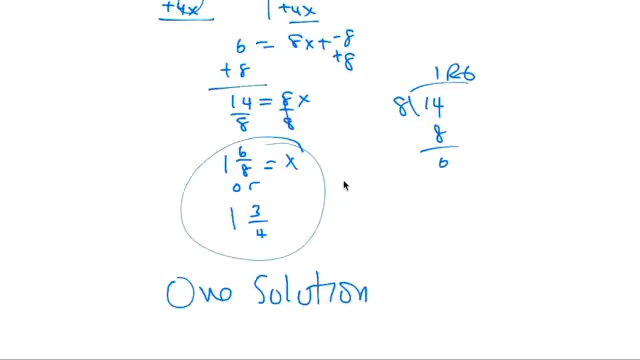 +4x | +4x
6 = 8x + -8
+8 +8
14/8 = 8/8 x
1 6/8 = x
or
1 3/4
1 R6
8 14
8
6
One Solution